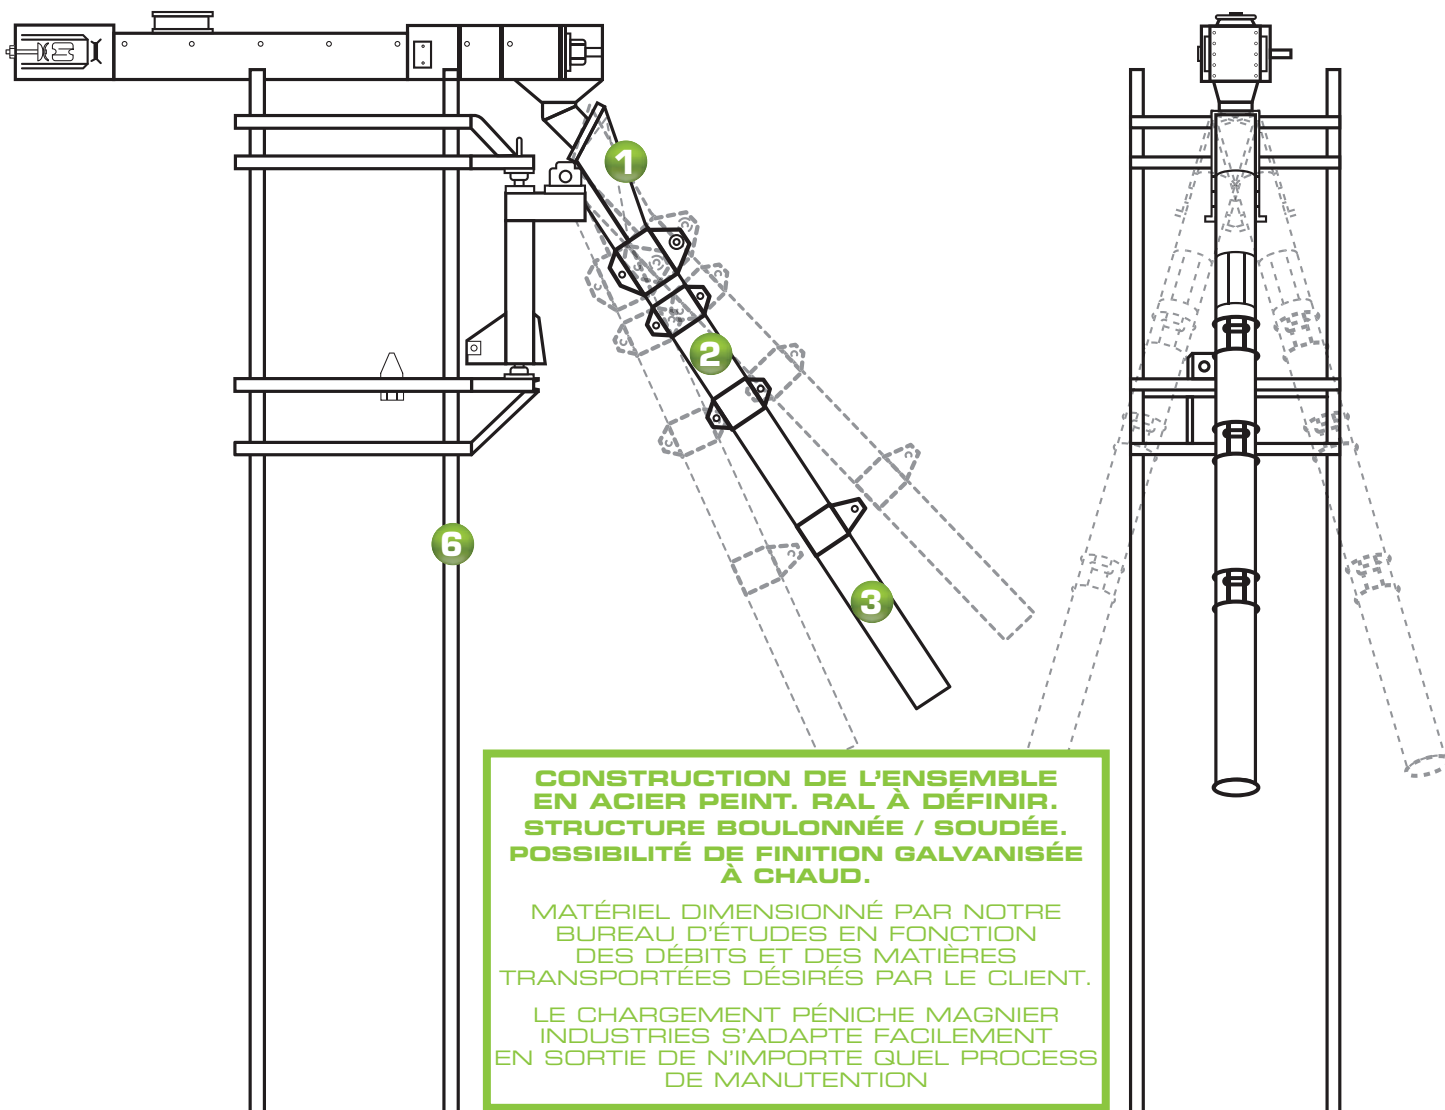 1
2
6
3
CONSTRUCTION DE L'ENSEMBLE
EN ACIER PEINT. RAL À DÉFINIR.
STRUCTURE BOULONNÉE / SOUDÉE.
POSSIBILITÉ DE FINITION GALVANISÉE
À CHAUD.
MATÉRIEL DIMENSIONNÉ PAR NOTRE
BUREAU D'ÉTUDES EN FONCTION
DES DÉBITS ET DES MATIÈRES
TRANSPORTÉES DÉSIRÉS PAR LE CLIENT.
LE CHARGEMENT PÉNICHE MAGNIER
INDUSTRIES S'ADAPTE FACILEMENT
EN SORTIE DE N'IMPORTE QUEL PROCESS
DE MANUTENTION